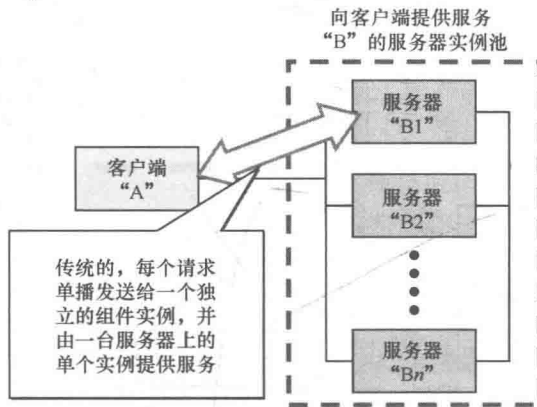 向客户端提供服务
“B”的服务器实例池
服务器
“B1”
客户端
“A”
服务器
“B2”
传统的，每个请求
单播发送给一个独
立的组件实例，并
由一台服务器上的
单个实例提供服务
服务器
“Bn”